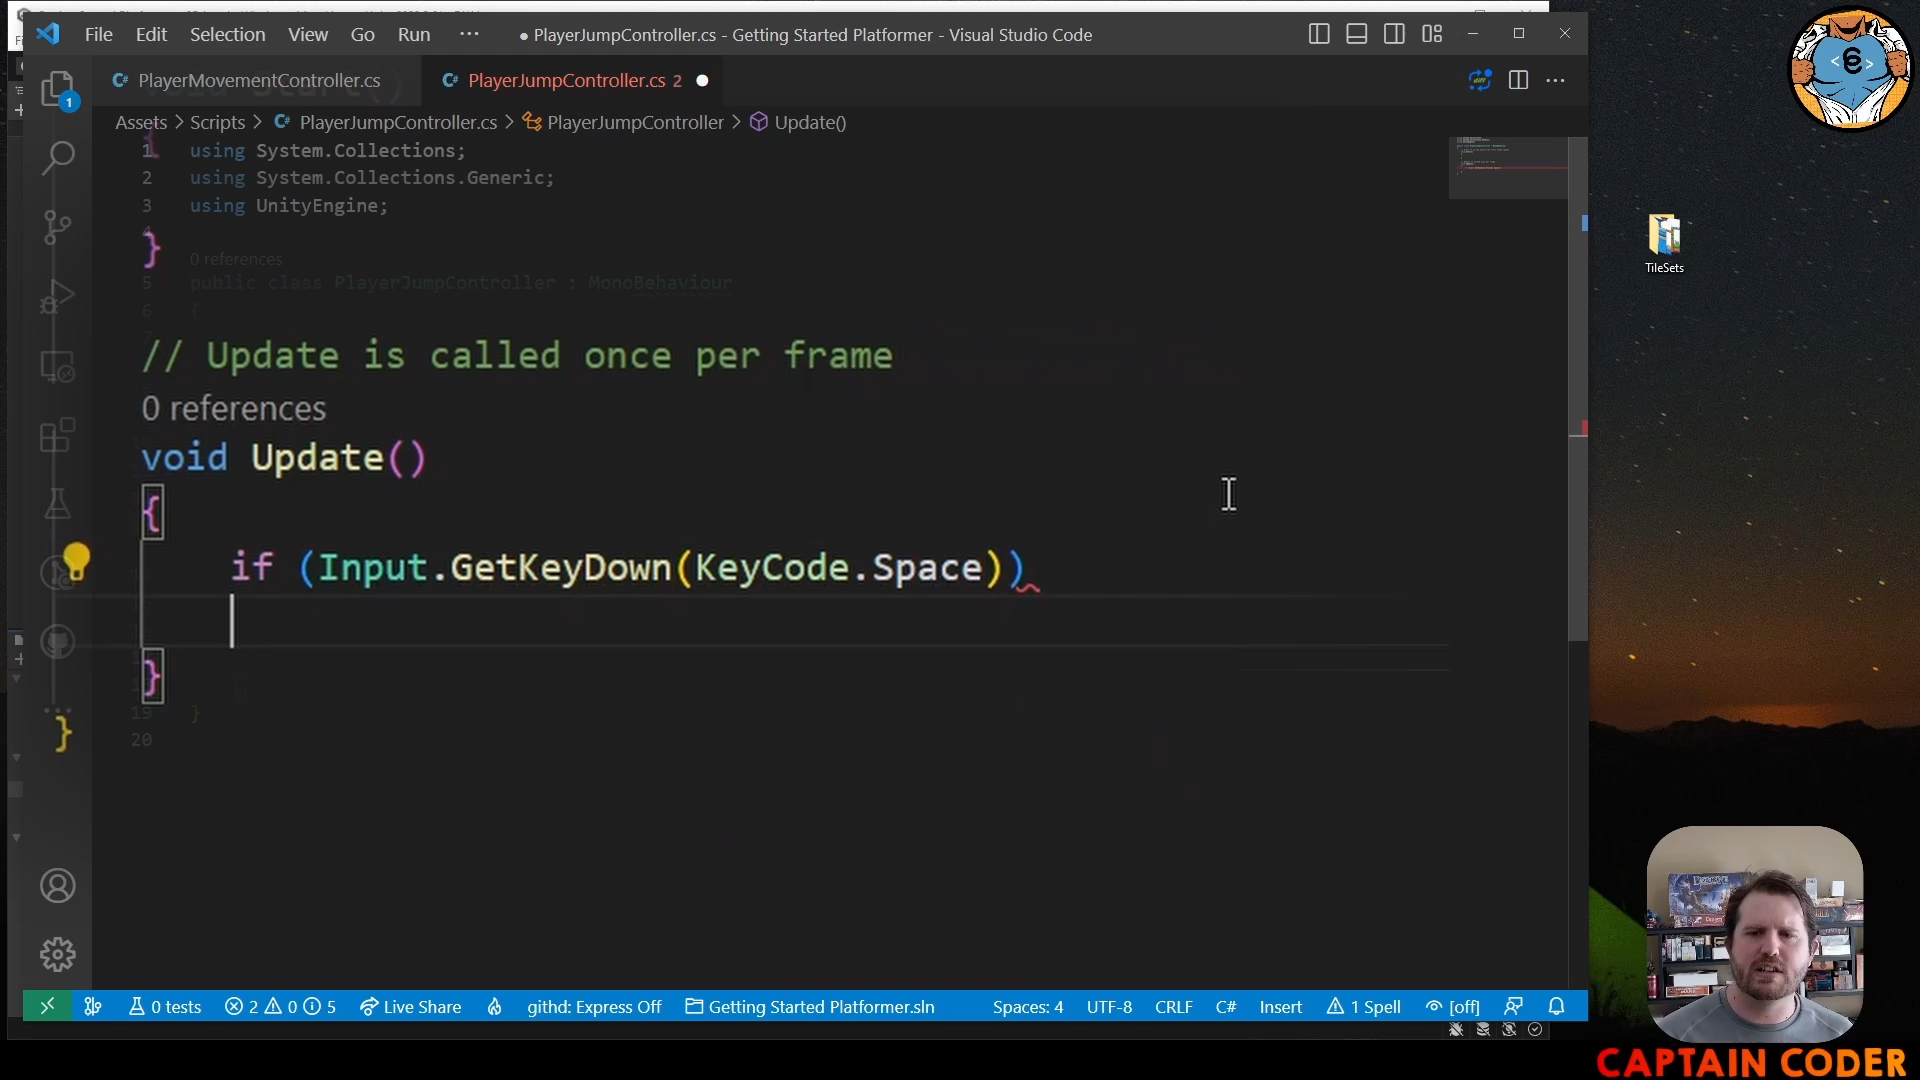 File Edit Selection View Go Run ··· ● PlayerJumpController.cs - Getting Started Platformer - Visual Studio Code
PlayerMovementController.cs PlayerJumpController.cs 2
Assets > Scripts > PlayerJumpController.cs > PlayerJumpController > Update()
1 using System.Collections;
2 using System.Collections.Generic;
3 using UnityEngine;
}
0 references
5 public class PlayerJumpController : MonoBehaviour
6 {
// Update is called once per frame
0 references
void Update()
{
if (Input.GetKeyDown(KeyCode.Space))
}
19 }
}
20
1
0 tests 2 0 5 Live Share githd: Express Off Getting Started Platformer.sln Spaces: 4 UTF-8 CRLF C# Insert 1 Spell [off]
TileSets
CAPTAIN CODER